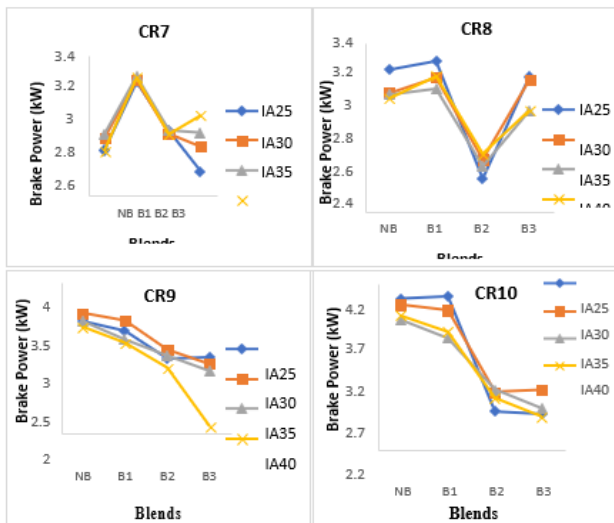 CR7
Brake Power (kW)
3.4
3.2
3
2.8
2.6
NB B1 B2 B3
Blends
IA25
IA30
IA35
CR8
Brake Power (kW)
3.4
3.2
3
2.8
2.6
2.4
NB B1 B2 B3
Blends
IA25
IA30
IA35
IA40
CR9
Brake Power (kW)
4
3.5
3
2.5
2
NB B1 B2 B3
Blends
IA25
IA30
IA35
IA40
CR10
Brake Power (kW)
4.2
3.7
3.2
2.7
2.2
NB B1 B2 B3
Blends
IA25
IA30
IA35
IA40